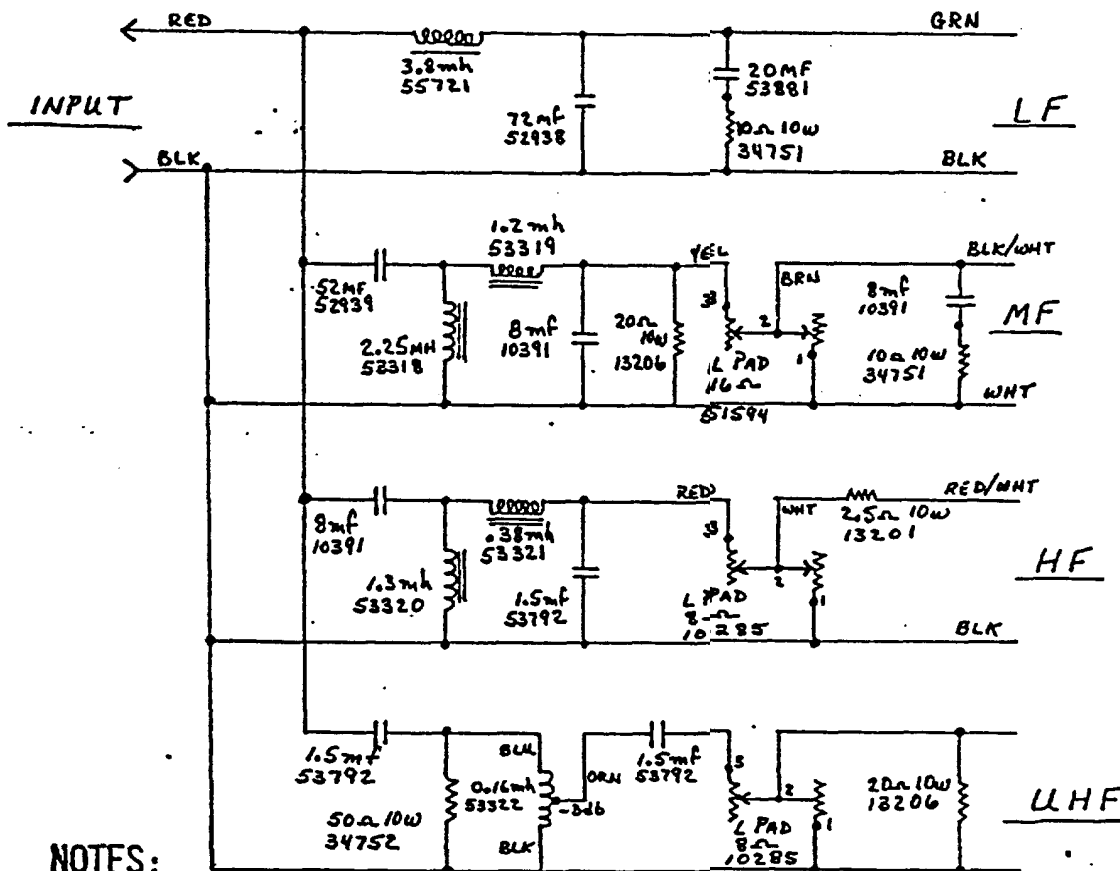 RED
GRN
3.8mh
55721
20MF
53881
INPUT
72MF
52938
10Ω 10W
34751
LF
BLK
BLK
1.2mh
53319
YEL
BLK/WHT
BRN
52MF
52939
3
2
8mf
10391
MF
2.25MH
53318
8mf
10391
20Ω
10W
13206
1
L PAD
16Ω
51594
10Ω 10W
34751
WHT
RED
WHT
RED/WHT
8mf
10391
.38mh
53321
3
2.5Ω 10W
13201
2
HF
1.3mh
53320
1.5mf
53792
L PAD
8Ω
10285
1
BLK
1.5mf
53792
BLU
ORN
1.5mf
53792
3
2
0.16mh
53322
-3db
20Ω 10W
13206
50Ω 10W
34752
1
UHF
BLK
L PAD
8Ω
10285
NOTES: